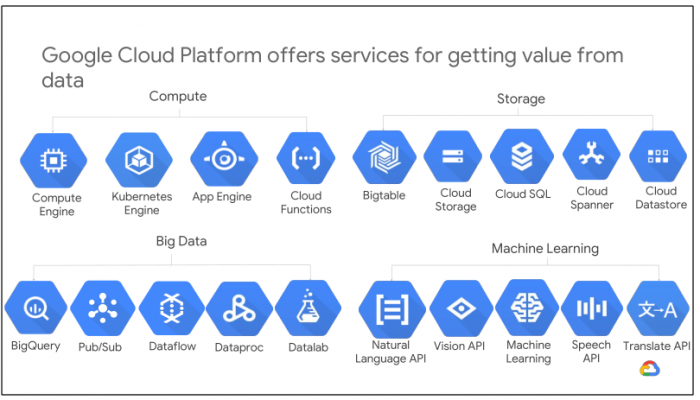 Google Cloud Platform offers services for getting value from
data
Compute
Compute
Engine
Kubernetes
Engine
App Engine
Cloud
Functions
Storage
Bigtable
Cloud
Storage
Cloud SQL
Cloud
Spanner
Cloud
Datastore
Big Data
BigQuery
Pub/Sub
Dataflow
Dataproc
Datalab
Machine Learning
Natural
Language API
Vision API
Machine
Learning
Speech
API
文→A
Translate API